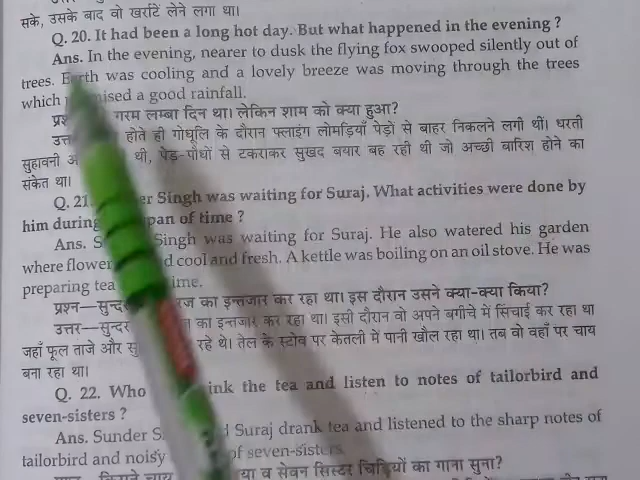 सके, उसके बाद वो खर्राटें लेने लगा था।
Q. 20. It had been a long hot day. But what happened in the evening ?
Ans. In the evening, nearer to dusk the flying fox swooped silently out of
trees. Earth was cooling and a lovely breeze was moving through the trees
which mised a good rainfall.
प्रश् गरम लम्बा दिन था। लेकिन शाम को क्या हुआ?
उत्त होते ही गोधूलि के दौरान फ्लाइंग लोमड़ियाँ पेड़ों से बाहर निकलने लगी थीं। धरती
सुहावनी थी, पेड़-पौधों से टकराकर सुखद बयार बह रही थी जो अच्छी बारिश होने का
संकेत था।
Q. 21. er Singh was waiting for Suraj. What activities were done by
him during pan of time ?
Ans. S Singh was waiting for Suraj. He also watered his garden
where flower d cool and fresh. A kettle was boiling on an oil stove. He was
preparing tea ime.
प्रश्न—सुन्दर रज का इन्तजार कर रहा था। इस दौरान उसने क्या-क्या किया?
उत्तर—सुन्दर का इन्तजार कर रहा था। इसी दौरान वो अपने बगीचे में सिंचाई कर रहा था
जहाँ फूल ताजे और सु रहे थे। तेल के स्टोव पर केतली में पानी खौल रहा था। तब वो वहाँ पर चाय
बना रहा था।
Q. 22. Who ink the tea and listen to notes of tailorbird and
seven-sisters ?
Ans. Sunder S d Suraj drank tea and listened to the sharp notes of
tailorbird and noisy of seven-sisters.
या व सेवन सिस्टर चिड़ियों का गाना सुना?